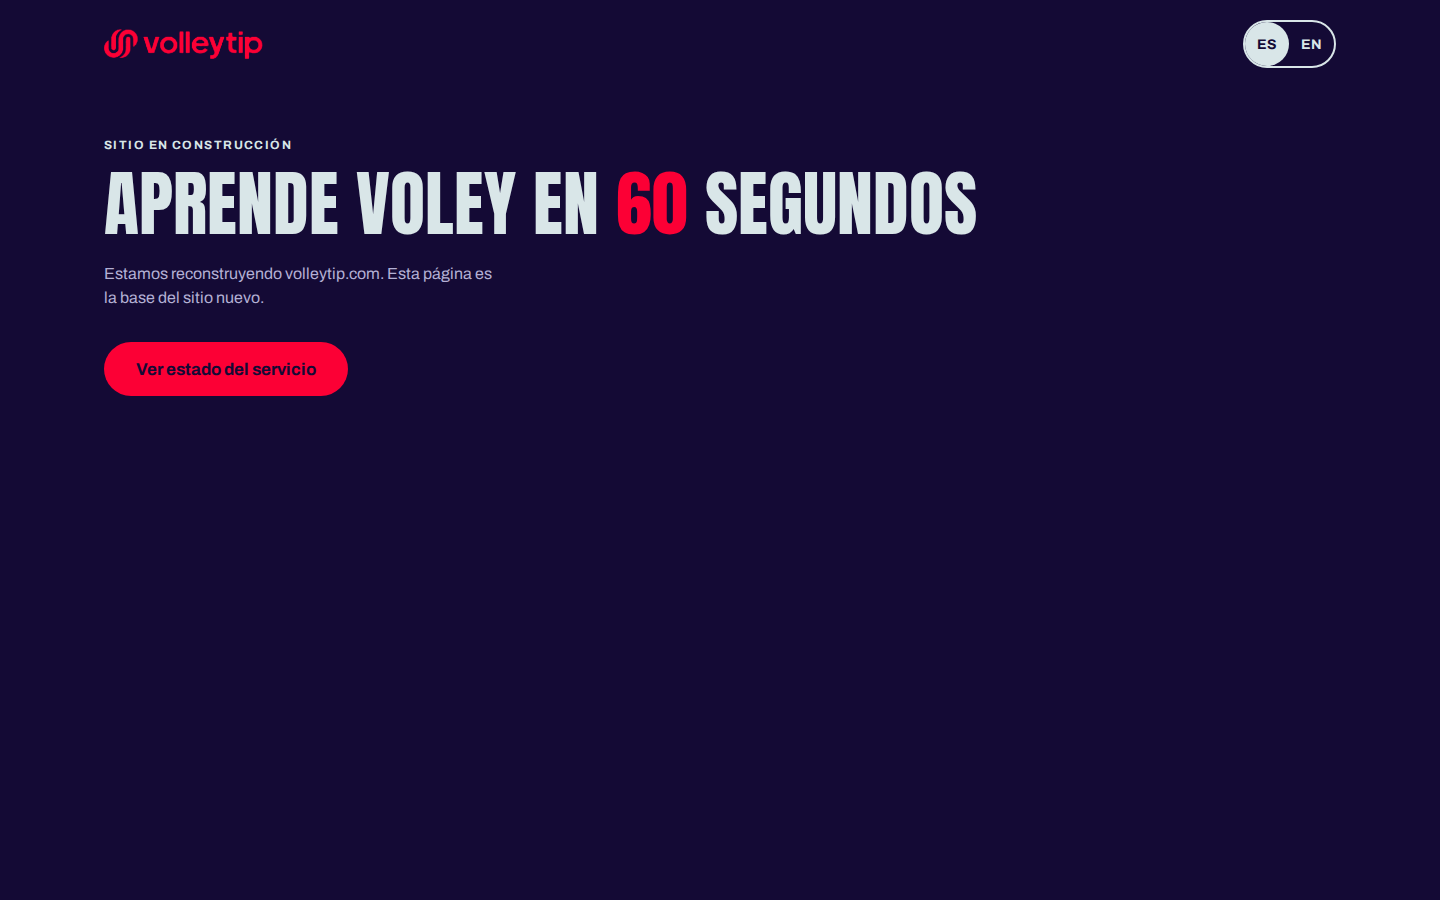 volleytip
ES EN
SITIO EN CONSTRUCCIÓN
APRENDE VOLEY EN 60 SEGUNDOS
Estamos reconstruyendo volleytip.com. Esta página es
la base del sitio nuevo.
Ver estado del servicio